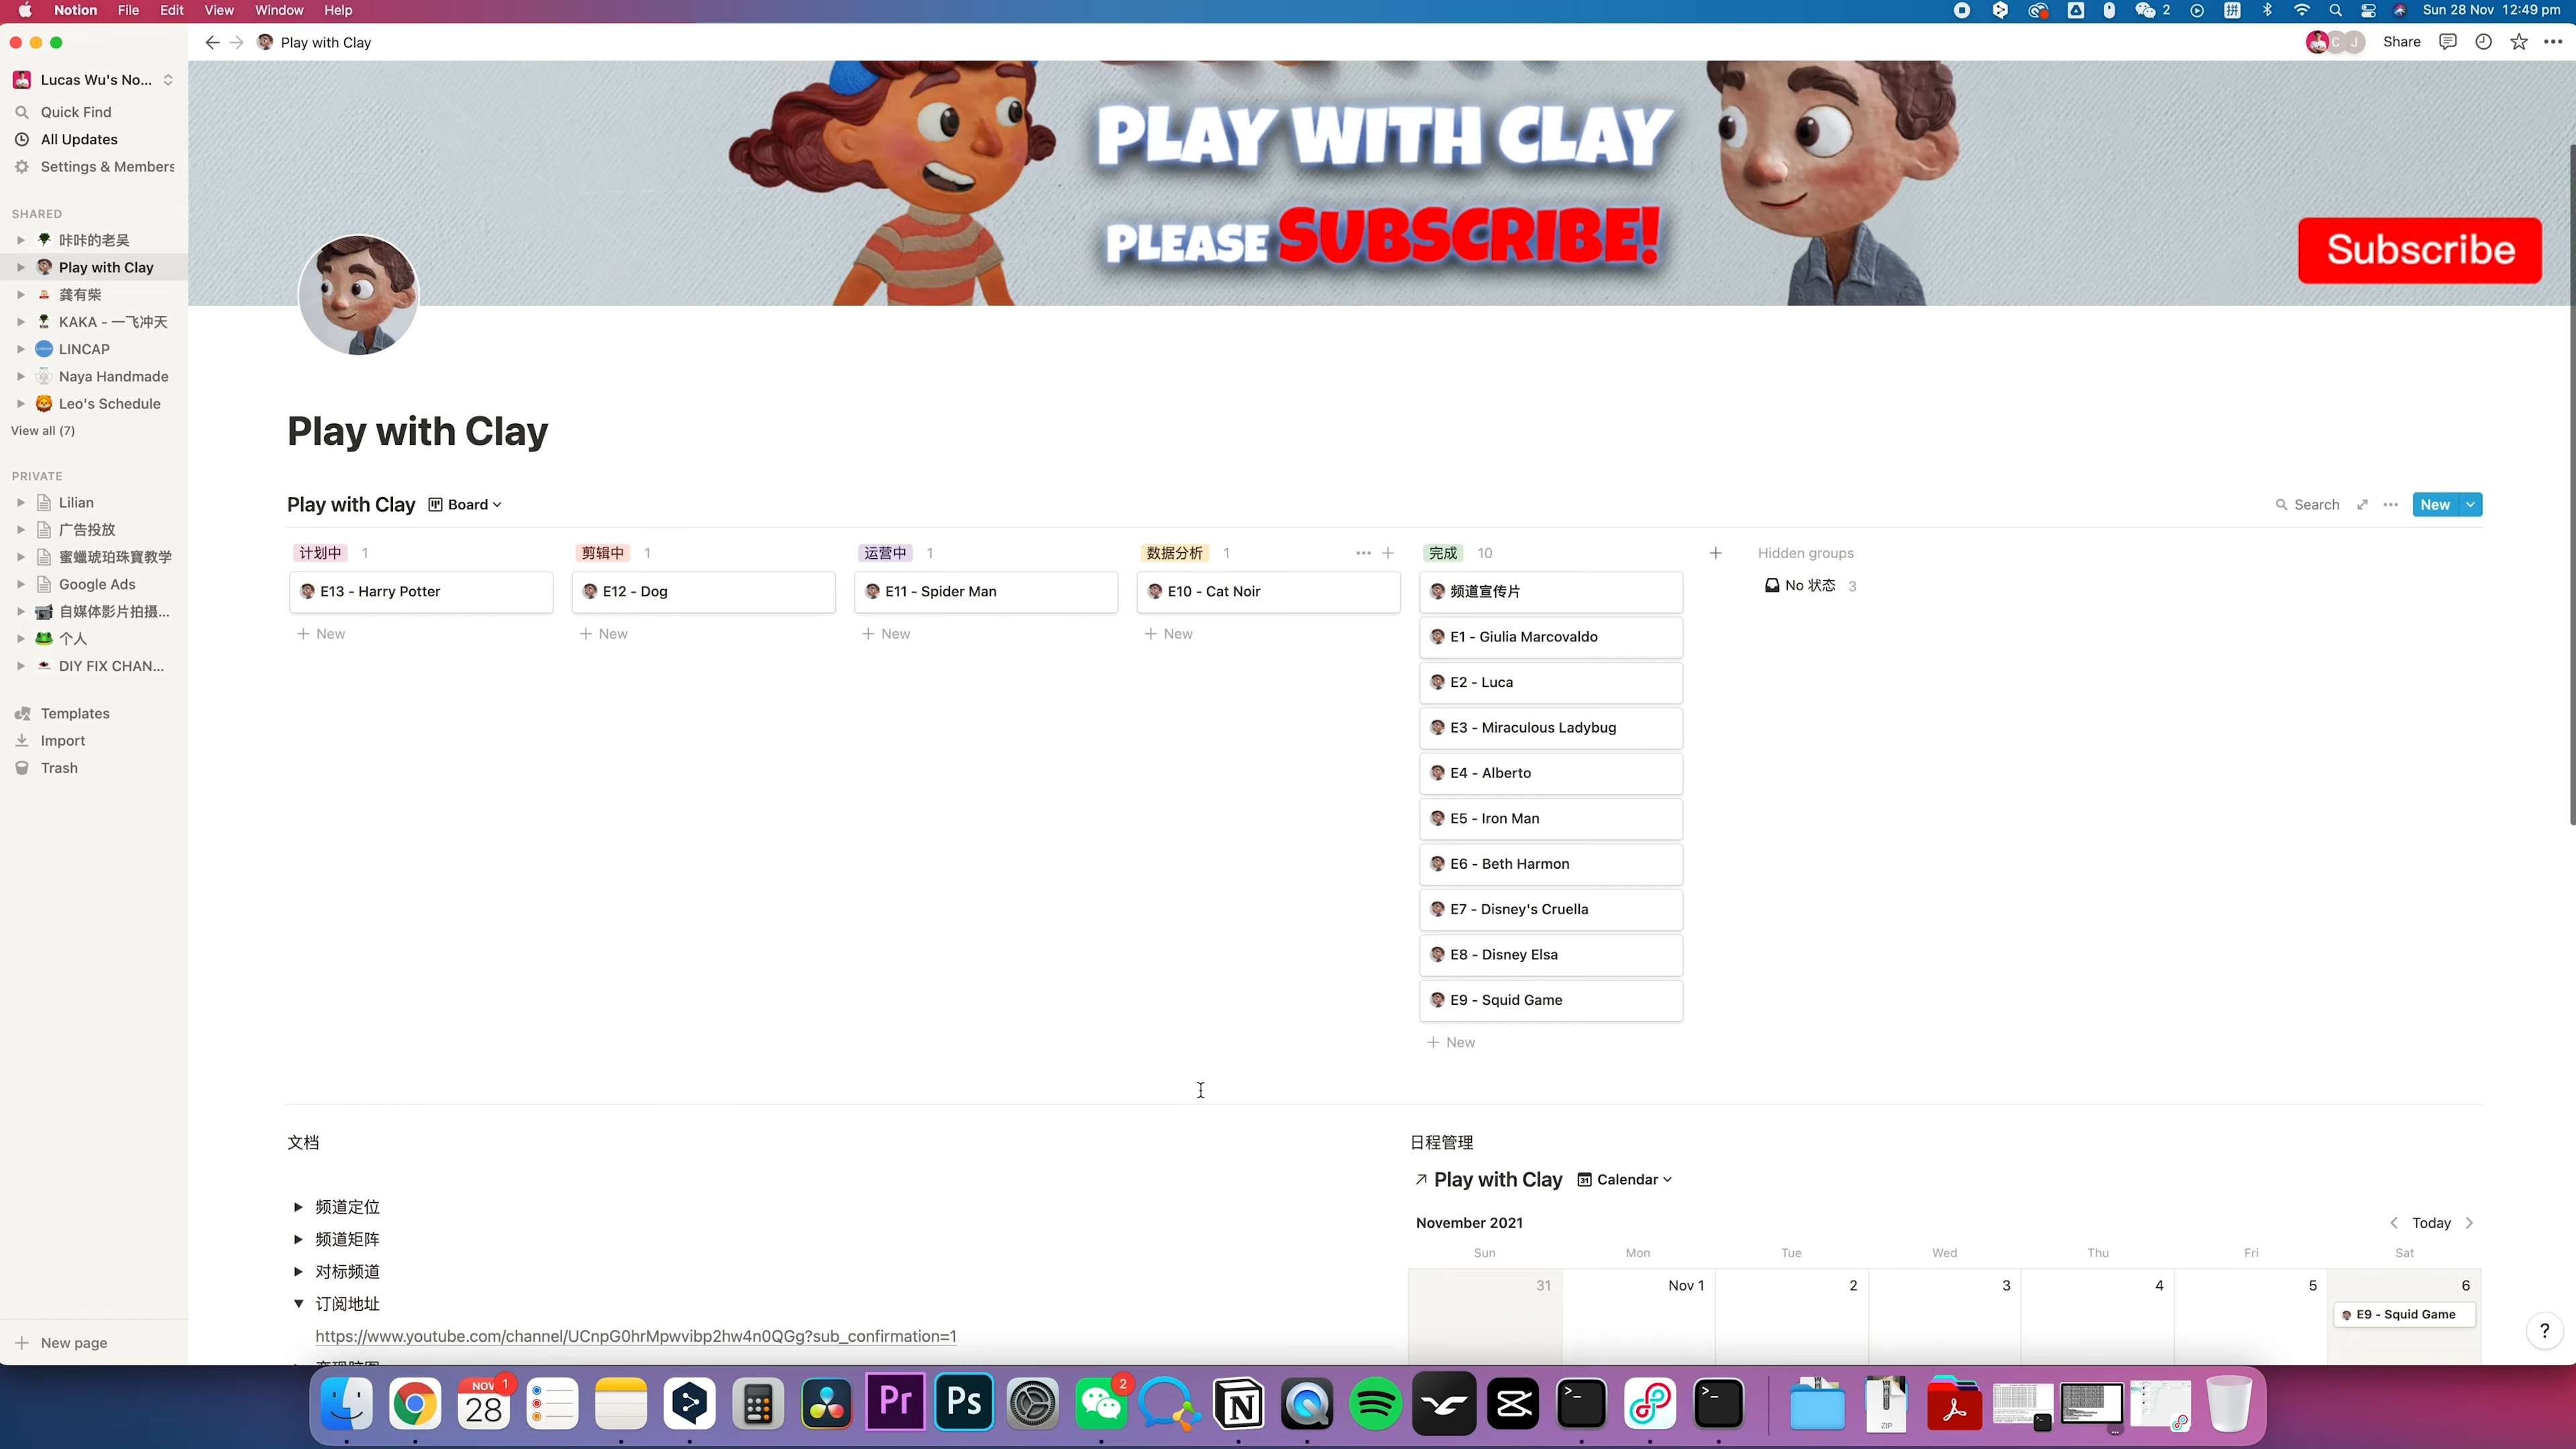 Notion File Edit View Window Help 2 拼 Sun 28 Nov 12:49 pm
Play with Clay C J Share
Lucas Wu's No...
Quick Find
All Updates
Settings & Members
SHARED
咔咔的老吴
Play with Clay
龚有柴
KAKA - 一飞冲天
LINCAP
Naya Handmade
Leo's Schedule
View all (7)
PRIVATE
Lilian
广告投放
蜜蠟琥珀珠寶教学
Google Ads
自媒体影片拍摄...
个人
DIY FIX CHAN...
Templates
Import
Trash
New page
PLAY WITH CLAY
PLEASE SUBSCRIBE!
Subscribe
Play with Clay
Play with Clay Board Search New
计划中 1 剪辑中 1 运营中 1 数据分析 1 完成 10 Hidden groups
E13 - Harry Potter E12 - Dog E11 - Spider Man E10 - Cat Noir 频道宣传片 No 状态 3
New New New New
E1 - Giulia Marcovaldo
E2 - Luca
E3 - Miraculous Ladybug
E4 - Alberto
E5 - Iron Man
E6 - Beth Harmon
E7 - Disney's Cruella
E8 - Disney Elsa
E9 - Squid Game
New
文档
频道定位
频道矩阵
对标频道
订阅地址
https://www.youtube.com/channel/UCnpG0hrMpwvibp2hw4n0QGg?sub_confirmation=1
日程管理
Play with Clay Calendar
November 2021 Today
Sun Mon Tue Wed Thu Fri Sat
31 Nov 1 2 3 4 5 6
E9 - Squid Game
?
NOV 1 28 Pr Ps 2 N >_ >_ ZIP